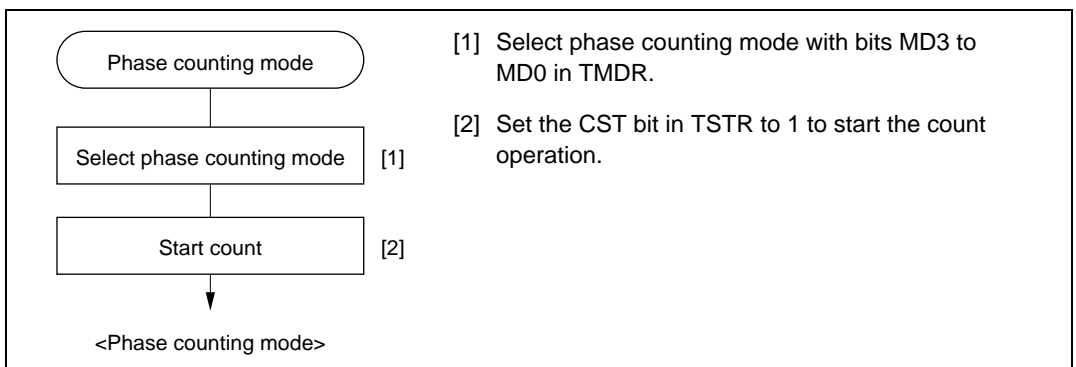 Phase counting mode
Select phase counting mode [1]
Start count [2]
<Phase counting mode>
[1] Select phase counting mode with bits MD3 to
MD0 in TMDR.
[2] Set the CST bit in TSTR to 1 to start the count
operation.